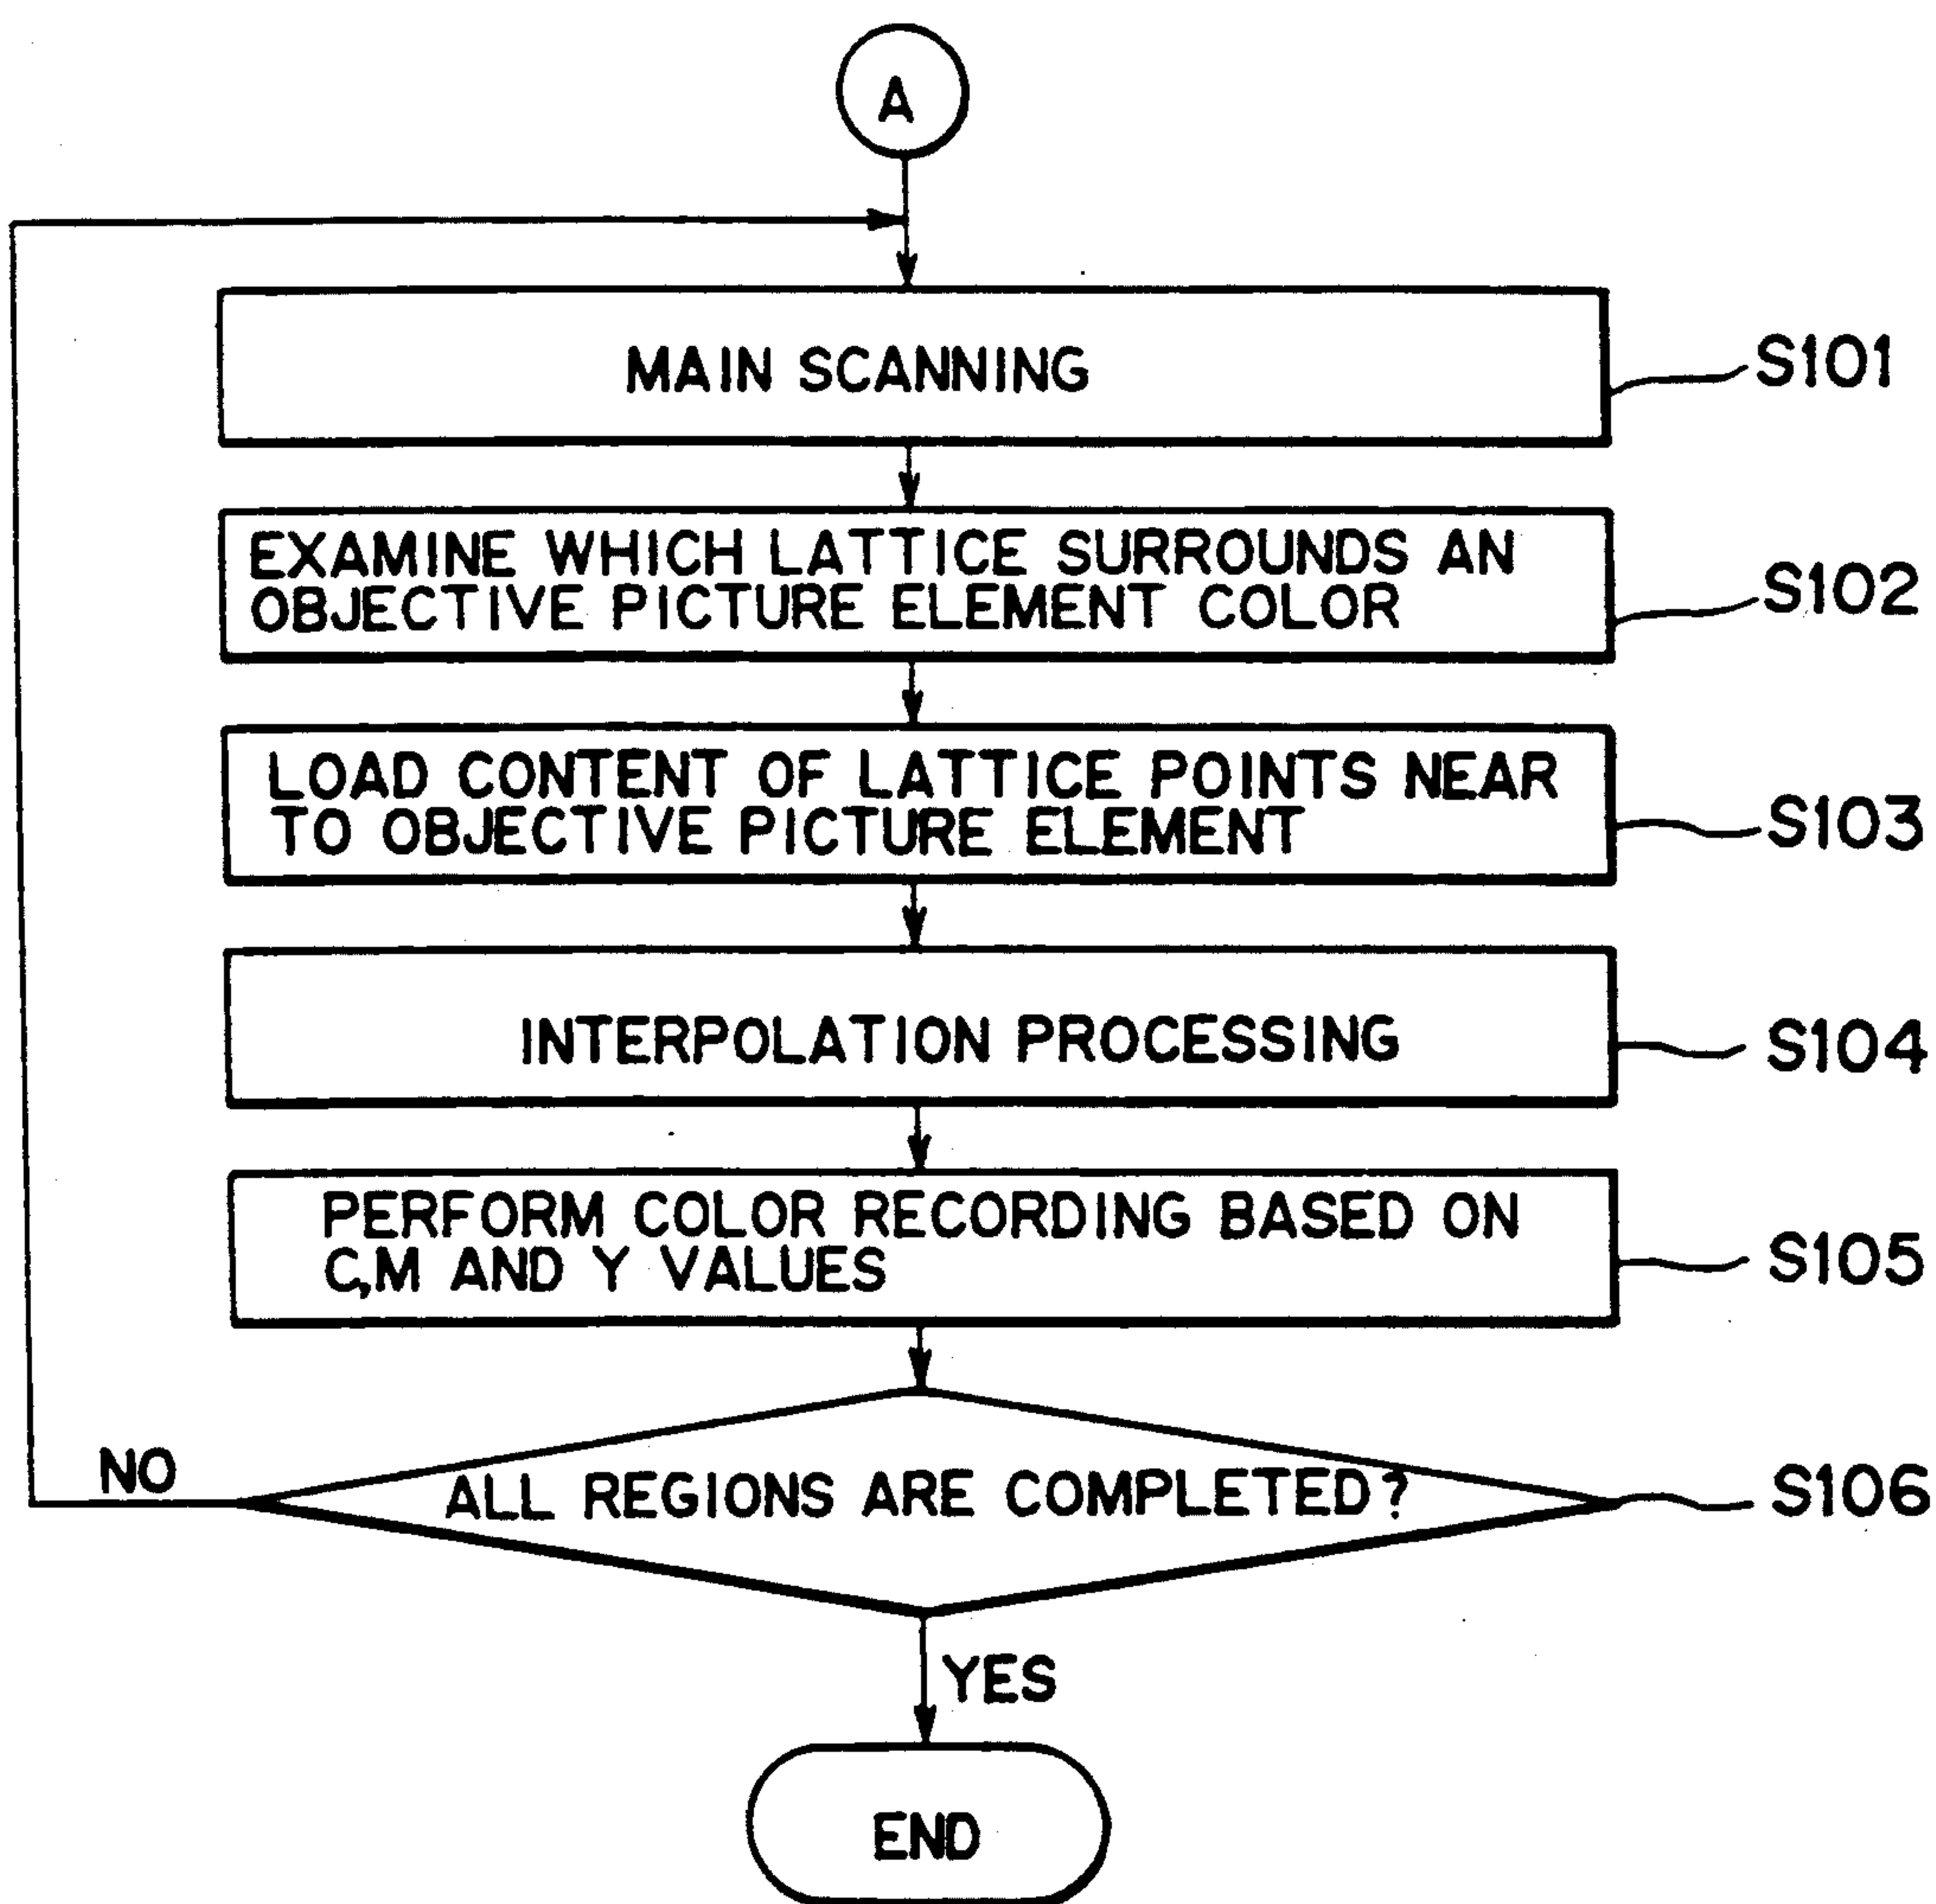 A
MAIN SCANNING
S101
EXAMINE WHICH LATTICE SURROUNDS AN
OBJECTIVE PICTURE ELEMENT COLOR
S102
LOAD CONTENT OF LATTICE POINTS NEAR
TO OBJECTIVE PICTURE ELEMENT
S103
INTERPOLATION PROCESSING
S104
PERFORM COLOR RECORDING BASED ON
C,M AND Y VALUES
S105
NO
ALL REGIONS ARE COMPLETED?
S106
YES
END